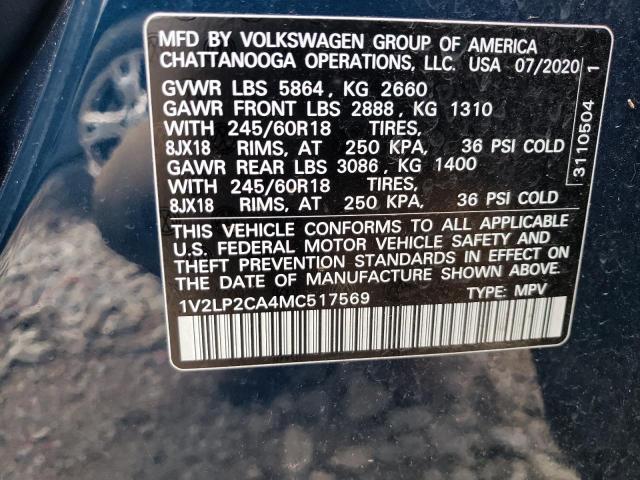 MFD BY VOLKSWAGEN GROUP OF AMERICA
CHATTANOOGA OPERATIONS, LLC. USA 07/2020
GVWR LBS 5864, KG 2660
GAWR FRONT LBS 2888, KG 1310
WITH 245/60R18 TIRES,
8JX18 RIMS, AT 250 KPA, 36 PSI COLD
GAWR REAR LBS 3086, KG 1400
WITH 245/60R18 TIRES,
8JX18 RIMS, AT 250 KPA, 36 PSI COLD
THIS VEHICLE CONFORMS TO ALL APPLICABLE
U.S. FEDERAL MOTOR VEHICLE SAFETY AND
THEFT PREVENTION STANDARDS IN EFFECT ON
THE DATE OF MANUFACTURE SHOWN ABOVE.
1V2LP2CA4MC517569 TYPE: MPV
3110504 1